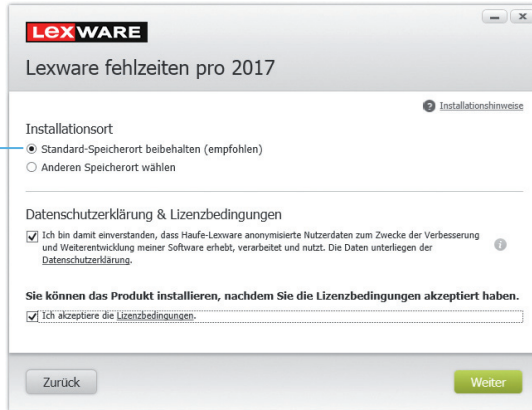 LEXWARE
Lexware fehlzeiten pro 2017
Installationshinweise
Installationsort
Standard-Speicherort beibehalten (empfohlen)
Anderen Speicherort wählen
Datenschutzerklärung & Lizenzbedingungen
Ich bin damit einverstanden, dass Haufe-Lexware anonymisierte Nutzerdaten zum Zwecke der Verbesserung
und Weiterentwicklung meiner Software erhebt, verarbeitet und nutzt. Die Daten unterliegen der
Datenschutzerklärung.
Sie können das Produkt installieren, nachdem Sie die Lizenzbedingungen akzeptiert haben.
Ich akzeptiere die Lizenzbedingungen.
Zurück
Weiter